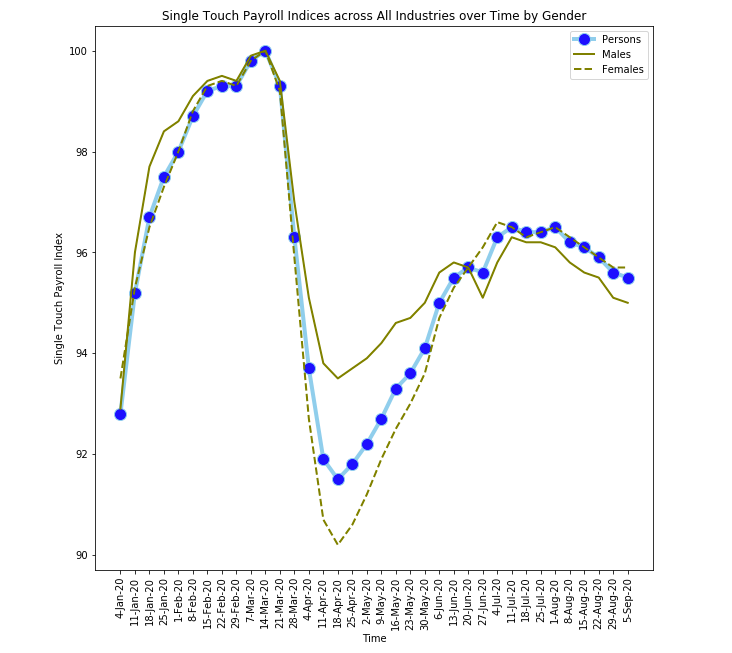 Single Touch Payroll Indices across All Industries over Time by Gender
Persons
Males
Females
100
98
96
94
92
90
Single Touch Payroll Index
4-Jan-20
11-Jan-20
18-Jan-20
25-Jan-20
1-Feb-20
8-Feb-20
15-Feb-20
22-Feb-20
29-Feb-20
7-Mar-20
14-Mar-20
21-Mar-20
28-Mar-20
4-Apr-20
11-Apr-20
18-Apr-20
25-Apr-20
2-May-20
9-May-20
16-May-20
23-May-20
30-May-20
6-Jun-20
13-Jun-20
20-Jun-20
27-Jun-20
4-Jul-20
11-Jul-20
18-Jul-20
25-Jul-20
1-Aug-20
8-Aug-20
15-Aug-20
22-Aug-20
29-Aug-20
5-Sep-20
Time